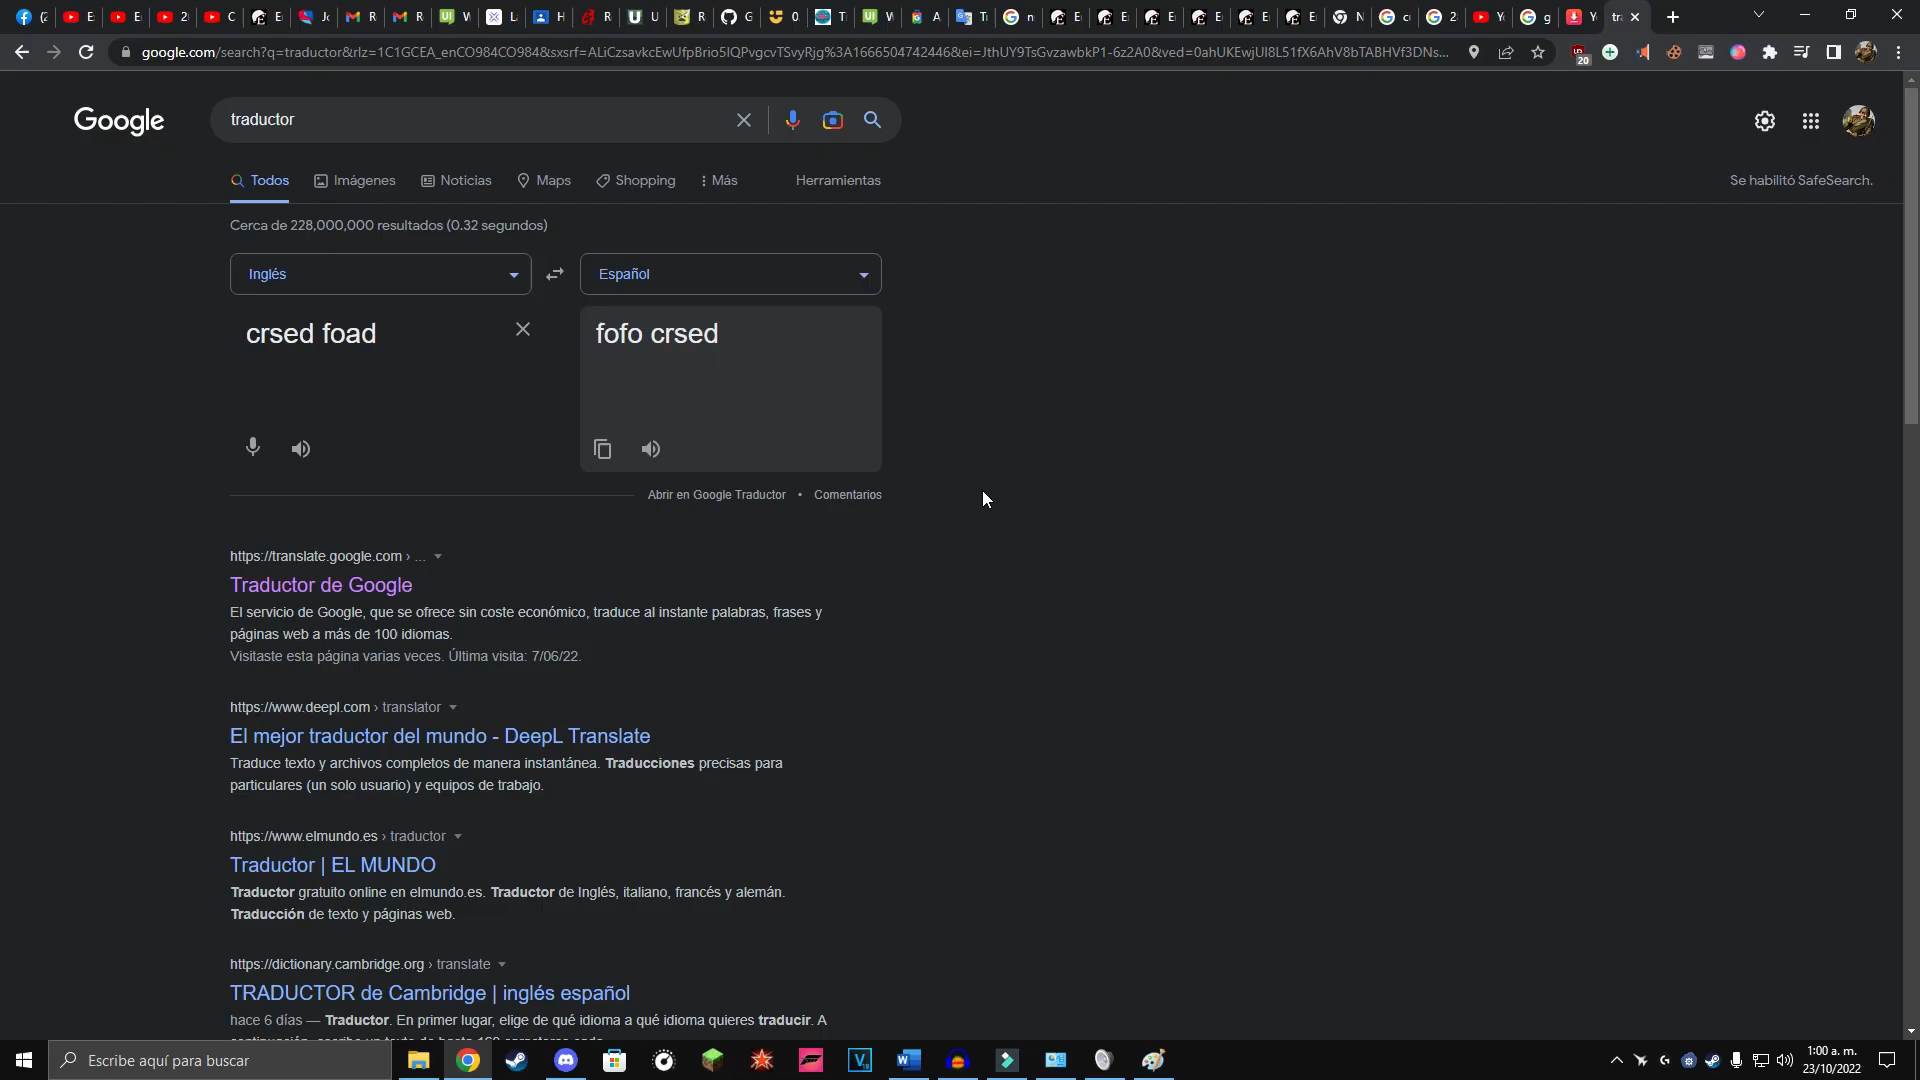 google.com/search?q=traductor&rlz=1C1GCEA_enCO984CO984&sxsrf=ALiCzsavkcEwUfpBrio5IQPvgcvTSvyRjg%3A1666504742446&ei=JthUY9TsGvzawbkP1-6z2A0&ved=0ahUKEwjUl8L51fX6AhV8bTABHVf3DNs...
20
Google
traductor
Todos
Imágenes
Noticias
Maps
Shopping
Más
Herramientas
Se habilitó SafeSearch.
Cerca de 228,000,000 resultados (0.32 segundos)
Inglés
Español
crsed foad
fofo crsed
Abrir en Google Traductor • Comentarios
https://translate.google.com › ...
Traductor de Google
El servicio de Google, que se ofrece sin coste económico, traduce al instante palabras, frases y
páginas web a más de 100 idiomas.
Visitaste esta página varias veces. Última visita: 7/06/22.
https://www.deepl.com › translator
El mejor traductor del mundo - DeepL Translate
Traduce texto y archivos completos de manera instantánea. Traducciones precisas para
particulares (un solo usuario) y equipos de trabajo.
https://www.elmundo.es › traductor
Traductor | EL MUNDO
Traductor gratuito online en elmundo.es. Traductor de Inglés, italiano, francés y alemán.
Traducción de texto y páginas web.
https://dictionary.cambridge.org › translate
TRADUCTOR de Cambridge | inglés español
hace 6 días — Traductor. En primer lugar, elige de qué idioma a qué idioma quieres traducir. A
Escribe aquí para buscar
1:00 a. m.
23/10/2022